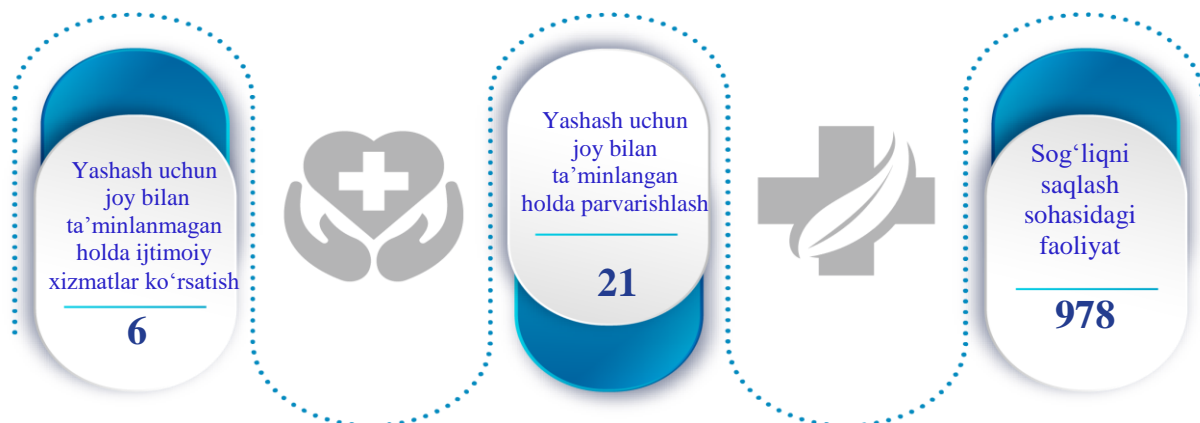 Yashash uchun
joy bilan
ta’minlanmagan
holda ijtimoiy
xizmatlar ko‘rsatish
6
Yashash uchun
joy bilan
ta’minlangan
holda parvarishlash
21
Sog‘liqni
saqlash
sohasidagi
faoliyat
978